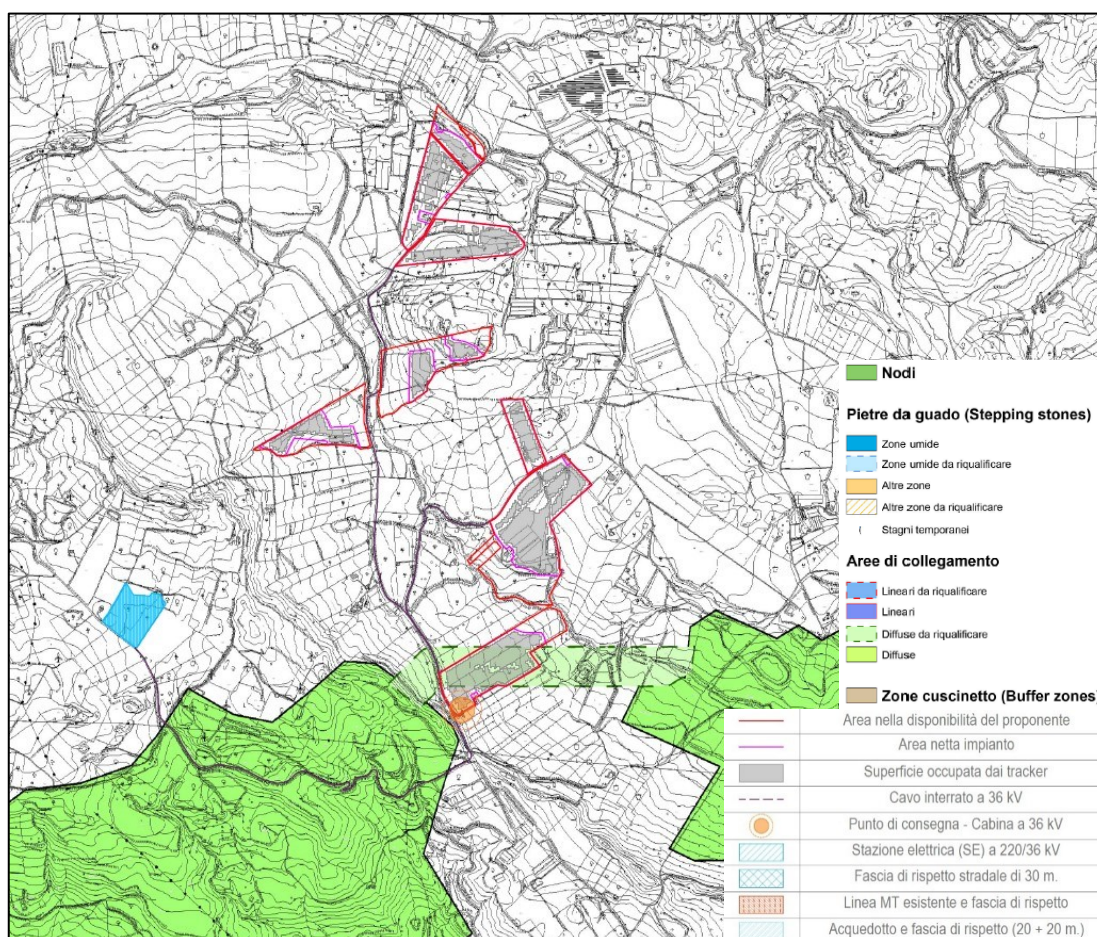 Nodi
Pietre da guado (Stepping stones)
Zone umide
Zone umide da riqualificare
Altre zone
Altre zone da riqualificare
Stagni temporanei
Aree di collegamento
Lineari da riqualificare
Lineari
Diffuse da riqualificare
Diffuse
Zone cuscinetto (Buffer zones)
Area nella disponibilità del proponente
Area netta impianto
Superficie occupata dai tracker
Cavo interrato a 36 kV
Punto di consegna - Cabina a 36 kV
Stazione elettrica (SE) a 220/36 kV
Fascia di rispetto stradale di 30 m.
Linea MT esistente e fascia di rispetto
Acquedotto e fascia di rispetto (20 + 20 m.)